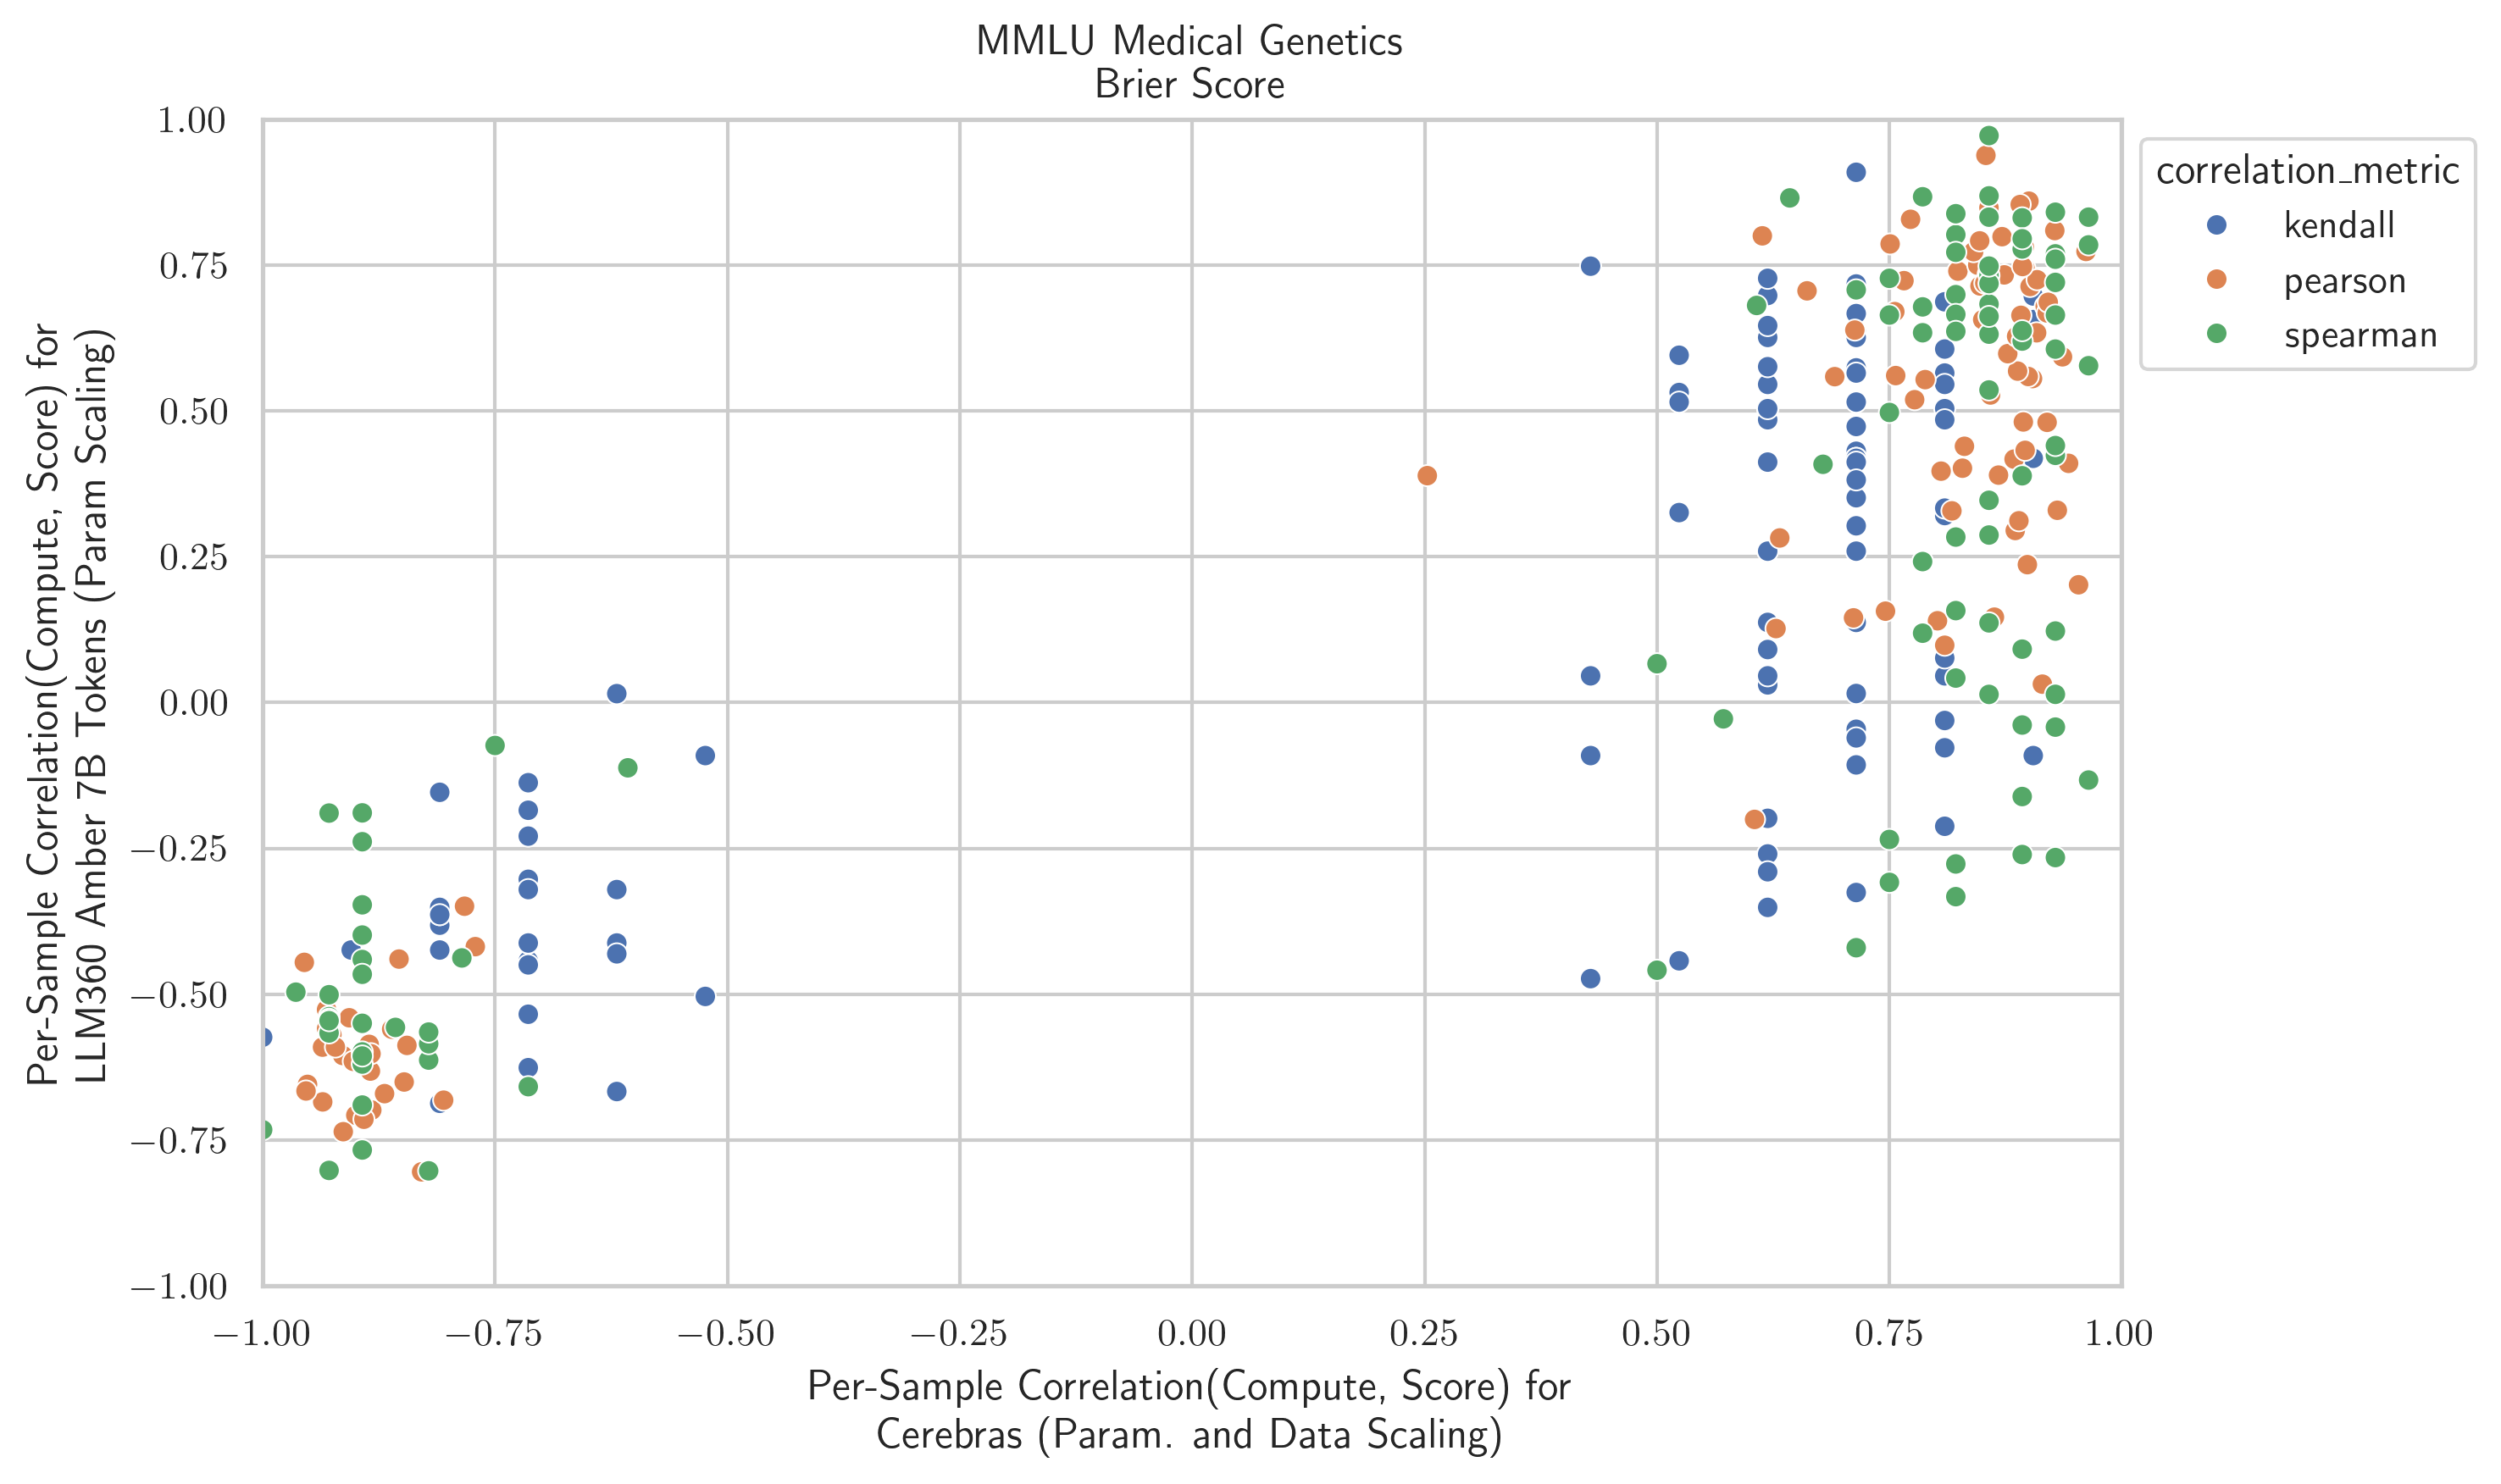 MMLU Medical Genetics
Brier Score
1.00
0.75
0.50
0.25
0.00
−0.25
−0.50
−0.75
−1.00
Per-Sample Correlation(Compute, Score) for
LLM360 Amber 7B Tokens (Param Scaling)
correlation_metric
kendall
pearson
spearman
−1.00 −0.75 −0.50 −0.25 0.00 0.25 0.50 0.75 1.00
Per-Sample Correlation(Compute, Score) for
Cerebras (Param. and Data Scaling)